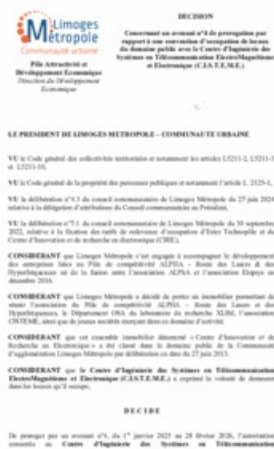 Limoges
Métropole
Communauté urbaine
DECISION
Pôle Attractivité et
Développement Economique
Direction du Développement
Economique
Concernant un avenant n°4 de prorogation par
rapport à une convention d'occupation de locaux
du domaine public avec le Centre d'Ingénierie des
Systèmes en Télécommunication ElectroMagnétisme
et Electronique (C.I.S.T.E.M.E.)
LE PRESIDENT DE LIMOGES METROPOLE – COMMUNAUTE URBAINE
VU le Code général des collectivités territoriales et notamment les articles L5211-2, L5211-9
et L5211-10,
VU le Code général de la propriété des personnes publiques et notamment l'article L. 2125-1,
VU la délibération n°4.3 du conseil communautaire de Limoges Métropole du 27 juin 2024
relative à la délégation d'attributions du Conseil communautaire au Président,
VU la délibération n°7.1 du conseil communautaire de Limoges Métropole du 30 septembre
2022, relative à la fixation des tarifs de redevance d'occupation d'Ester Technopole et du
Centre d'Innovation et de recherche en électronique (CIRE),
CONSIDERANT que Limoges Métropole s'est engagée à accompagner le développement
des entreprises liées au Pôle de compétitivité ALPHA – Route des Lasers et des
Hyperfréquences né de la fusion entre l'association ALPhA et l'association Elopsys en
décembre 2016,
CONSIDERANT que Limoges Métropole a décidé de porter un immobilier permettant de
réunir l'association du Pôle de compétitivité ALPHA – Route des Lasers et des
Hyperfréquences, le Département OSA du laboratoire de recherche XLIM, l'association
CISTEME, ainsi que de jeunes sociétés exerçant dans ce domaine d'activité,
CONSIDERANT que cet ensemble immobilier dénommé « Centre d'Innovation et de
Recherche en Electronique » a été classé dans le domaine public de la Communauté
d'agglomération Limoges Métropole par délibération en date du 27 juin 2013,
CONSIDERANT que le Centre d'Ingénierie des Systèmes en Télécommunication
ElectroMagnétisme et Electronique (C.I.S.T.E.M.E.) a exprimé la volonté de demeurer
dans les locaux qu'il occupe,
DECIDE
De proroger par un avenant n°4, du 1er janvier 2025 au 28 février 2026, l'autorisation
consentie au Centre d'Ingénierie des Systèmes en Télécommunication